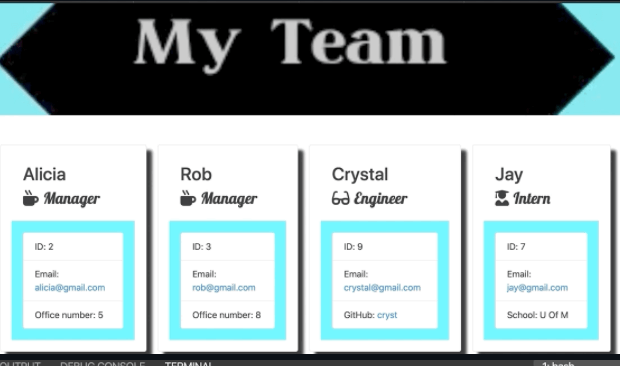 My Team
Alicia
Manager
ID: 2
Email:
alicia@gmail.com
Office number: 5
Rob
Manager
ID: 3
Email:
rob@gmail.com
Office number: 8
Crystal
Engineer
ID: 9
Email:
crystal@gmail.com
GitHub: cryst
Jay
Intern
ID: 7
Email:
jay@gmail.com
School: U Of M
OUTPUT DEBUG CONSOLE TERMINAL 1: bash